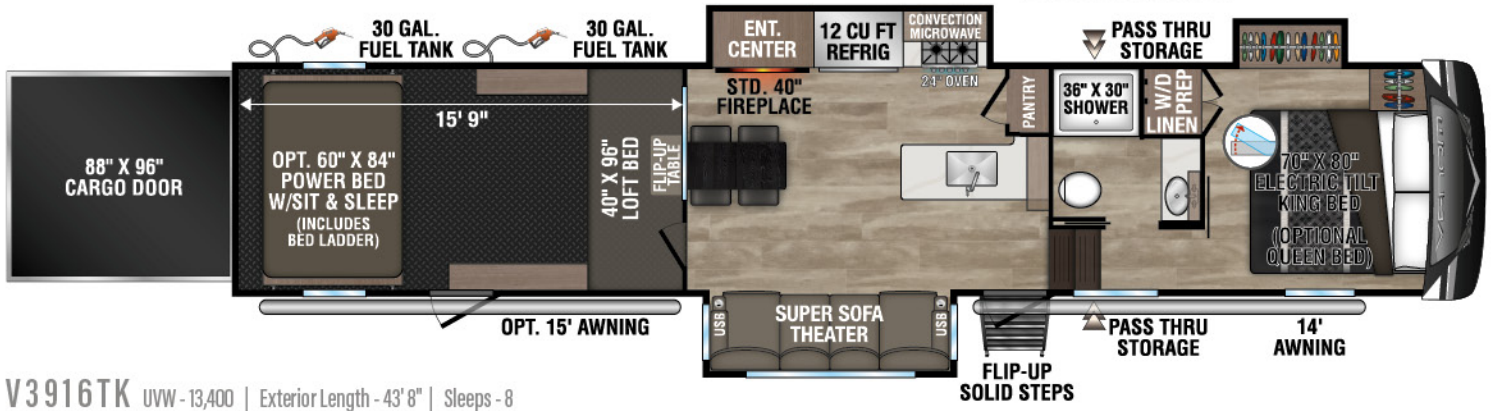 30 GAL.
FUEL TANK
30 GAL.
FUEL TANK
ENT.
CENTER
12 CU FT
REFRIG
CONVECTION
MICROWAVE
24" OVEN
STD. 40"
FIREPLACE
PASS THRU
STORAGE
PANTRY
36" X 30"
SHOWER
W/D
PREP
LINEN
88" X 96"
CARGO DOOR
15' 9"
OPT. 60" X 84"
POWER BED
W/SIT & SLEEP
(INCLUDES
BED LADDER)
40" X 96"
LOFT BED
FLIP-UP
TABLE
70" X 80"
ELECTRIC TILT
KING BED
(OPTIONAL
QUEEN BED)
VENOM
OPT. 15' AWNING
USB
SUPER SOFA
THEATER
USB
FLIP-UP
SOLID STEPS
PASS THRU
STORAGE
14'
AWNING
V3916TK UVW - 13,400 | Exterior Length - 43' 8" | Sleeps - 8